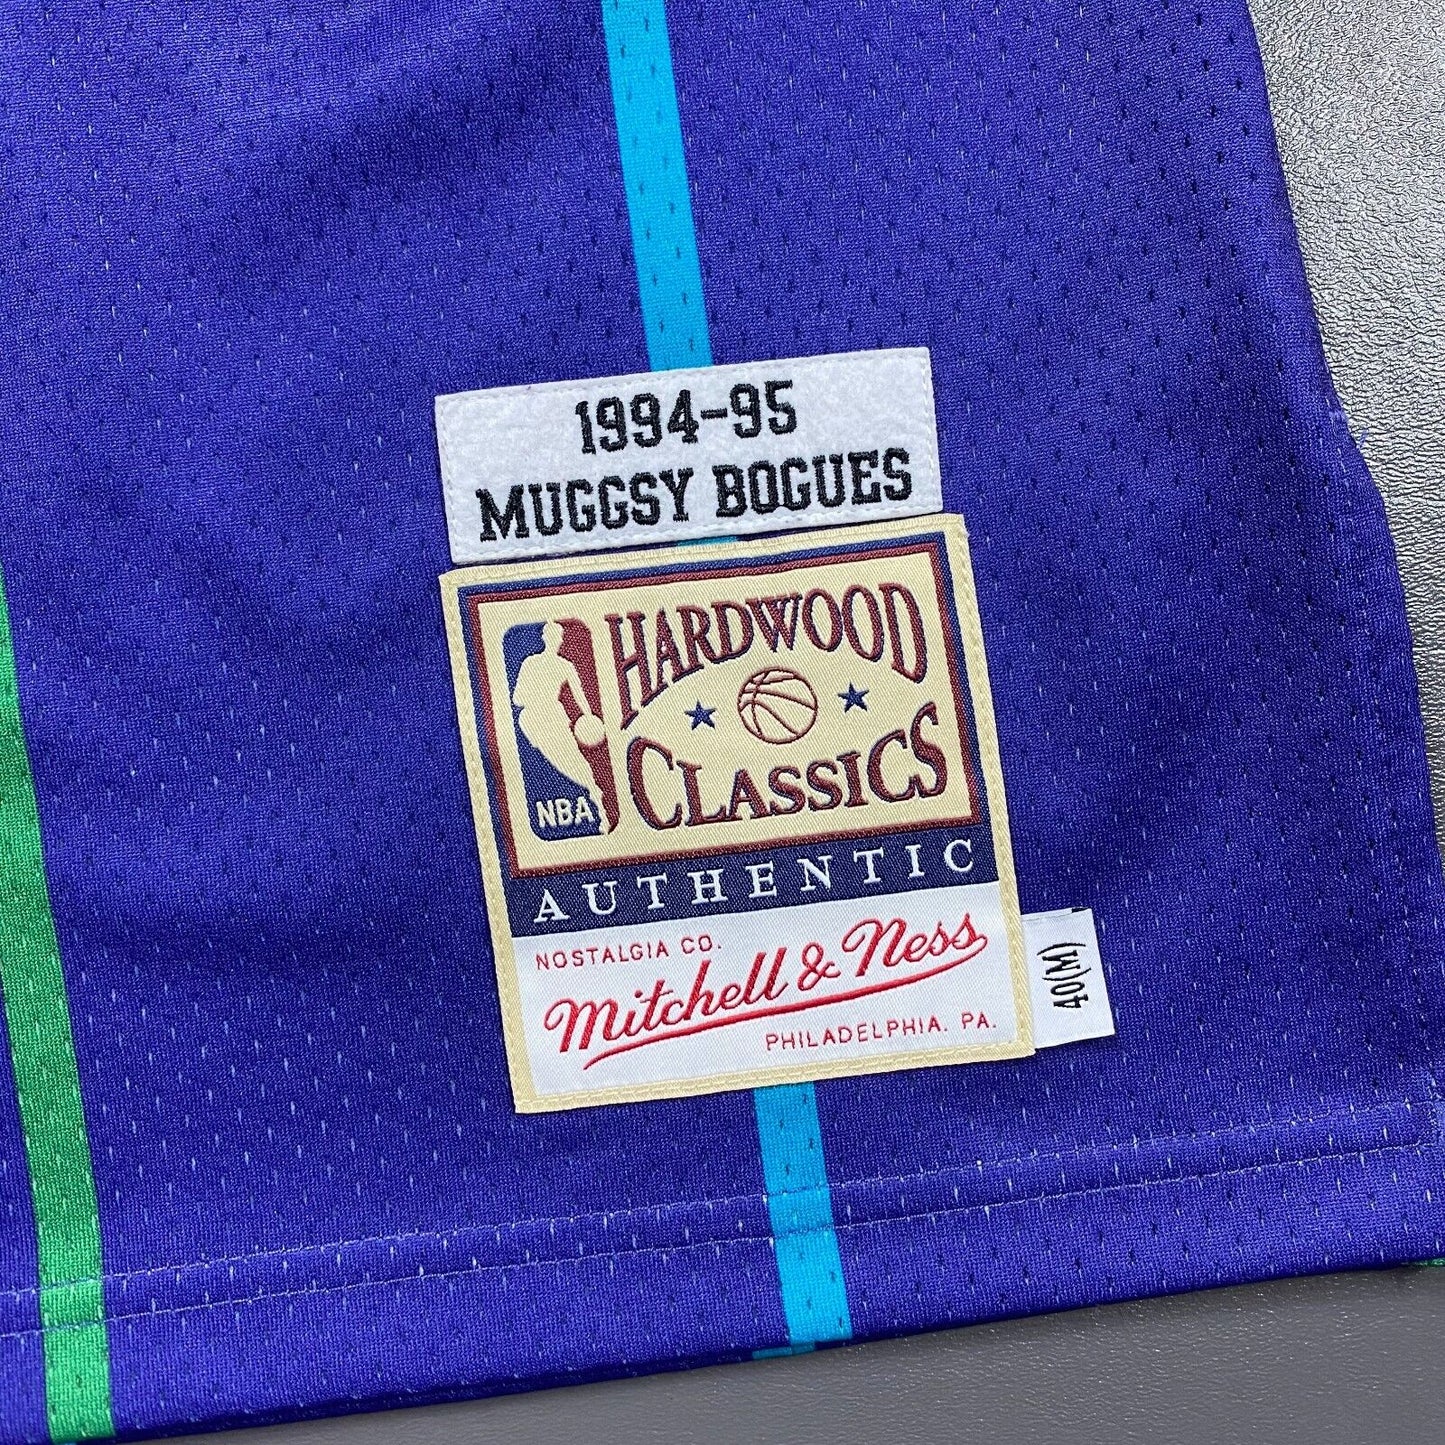 1994-95
MUGGSY BOGUES
HARDWOOD
CLASSICS
NBA
AUTHENTIC
NOSTALGIA CO.
Mitchell & Ness
PHILADELPHIA, PA.
40(M)